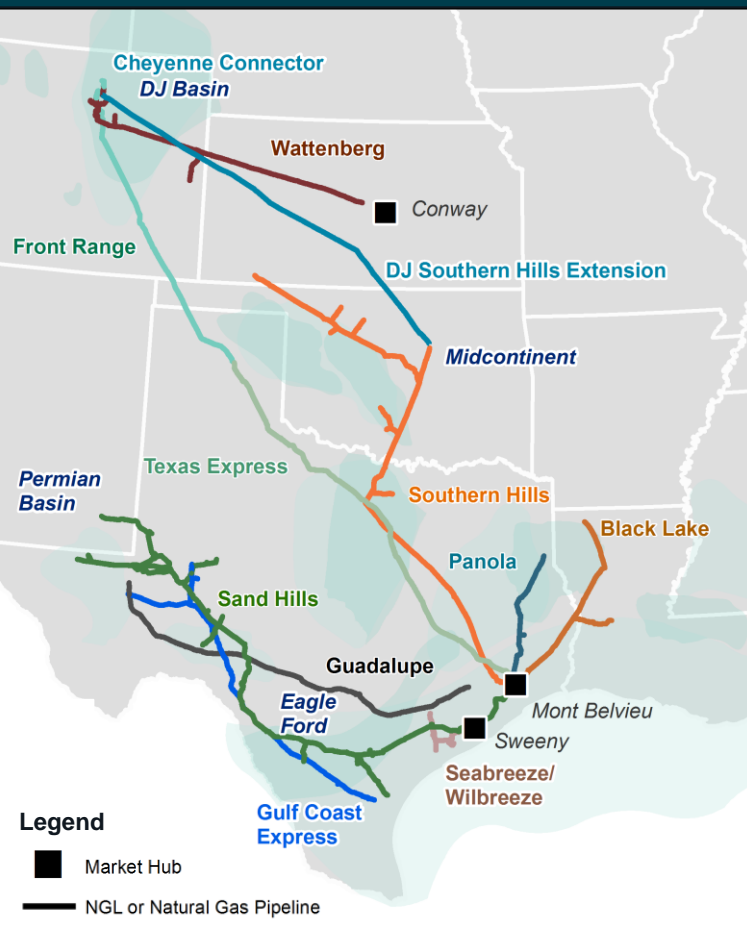 Cheyenne Connector
DJ Basin
Wattenberg
Conway
Front Range
DJ Southern Hills Extension
Midcontinent
Texas Express
Permian
Basin
Southern Hills
Black Lake
Panola
Sand Hills
Guadalupe
Eagle
Ford
Mont Belvieu
Sweeny
Seabreeze/
Wilbreeze
Gulf Coast
Express
Legend
Market Hub
NGL or Natural Gas Pipeline